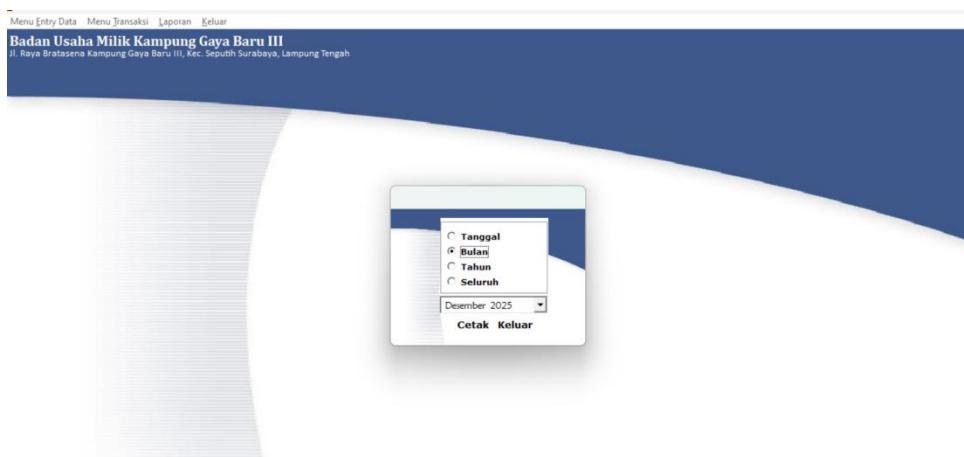 Menu Entry Data Menu Transaksi Laporan Keluar
Badan Usaha Milik Kampung Gaya Baru III
Jl. Raya Bratasena Kampung Gaya Baru III, Kec. Seputih Surabaya, Lampung Tengah
Tanggal
Bulan
Tahun
Seluruh
Desember 2025
Cetak Keluar